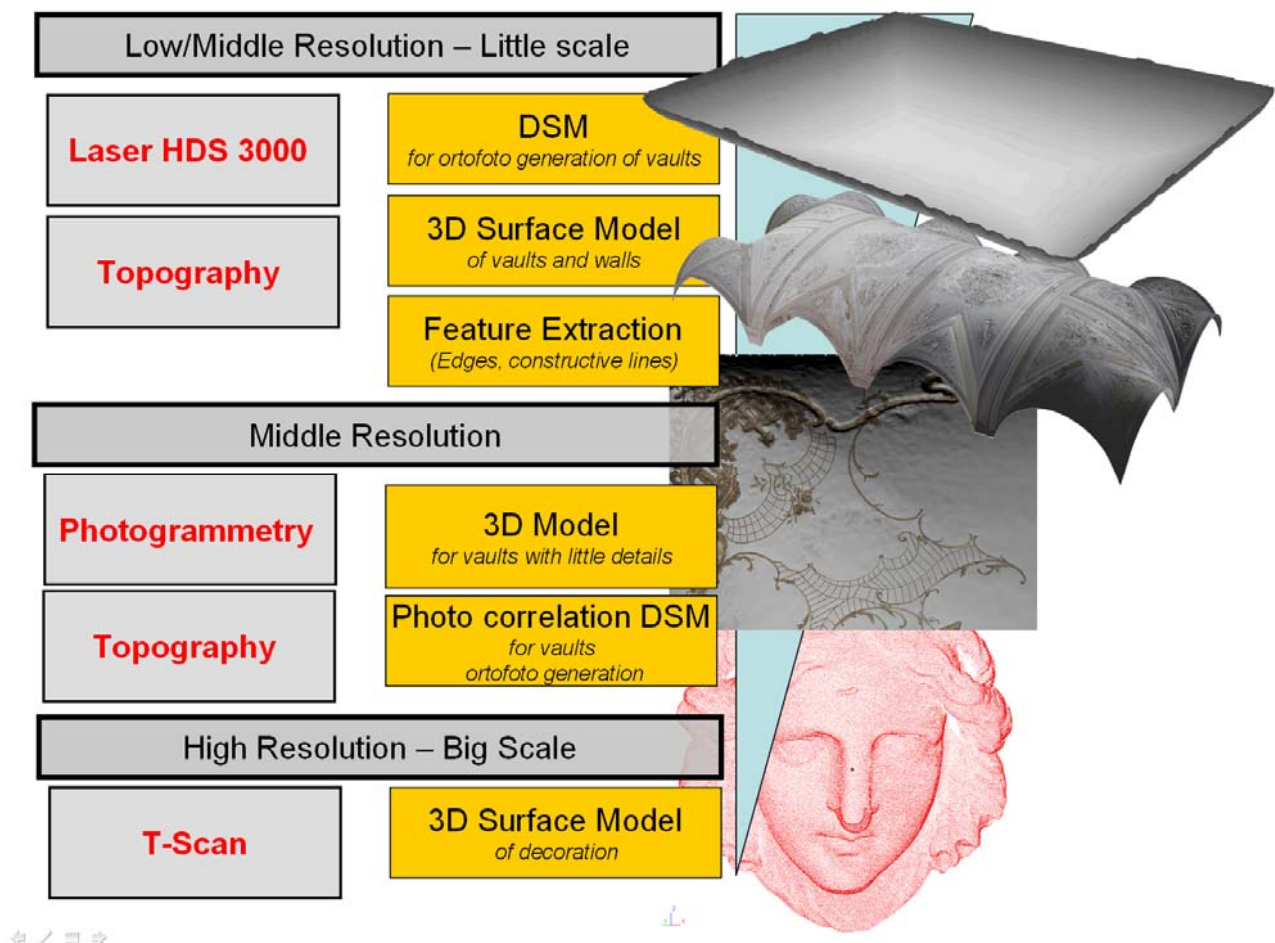 Low/Middle Resolution – Little scale
Laser HDS 3000
Topography
DSM
for ortofoto generation of vaults
3D Surface Model
of vaults and walls
Feature Extraction
(Edges, constructive lines)
Middle Resolution
Photogrammetry
Topography
3D Model
for vaults with little details
Photo correlation DSM
for vaults
ortofoto generation
High Resolution – Big Scale
T-Scan
3D Surface Model
of decoration